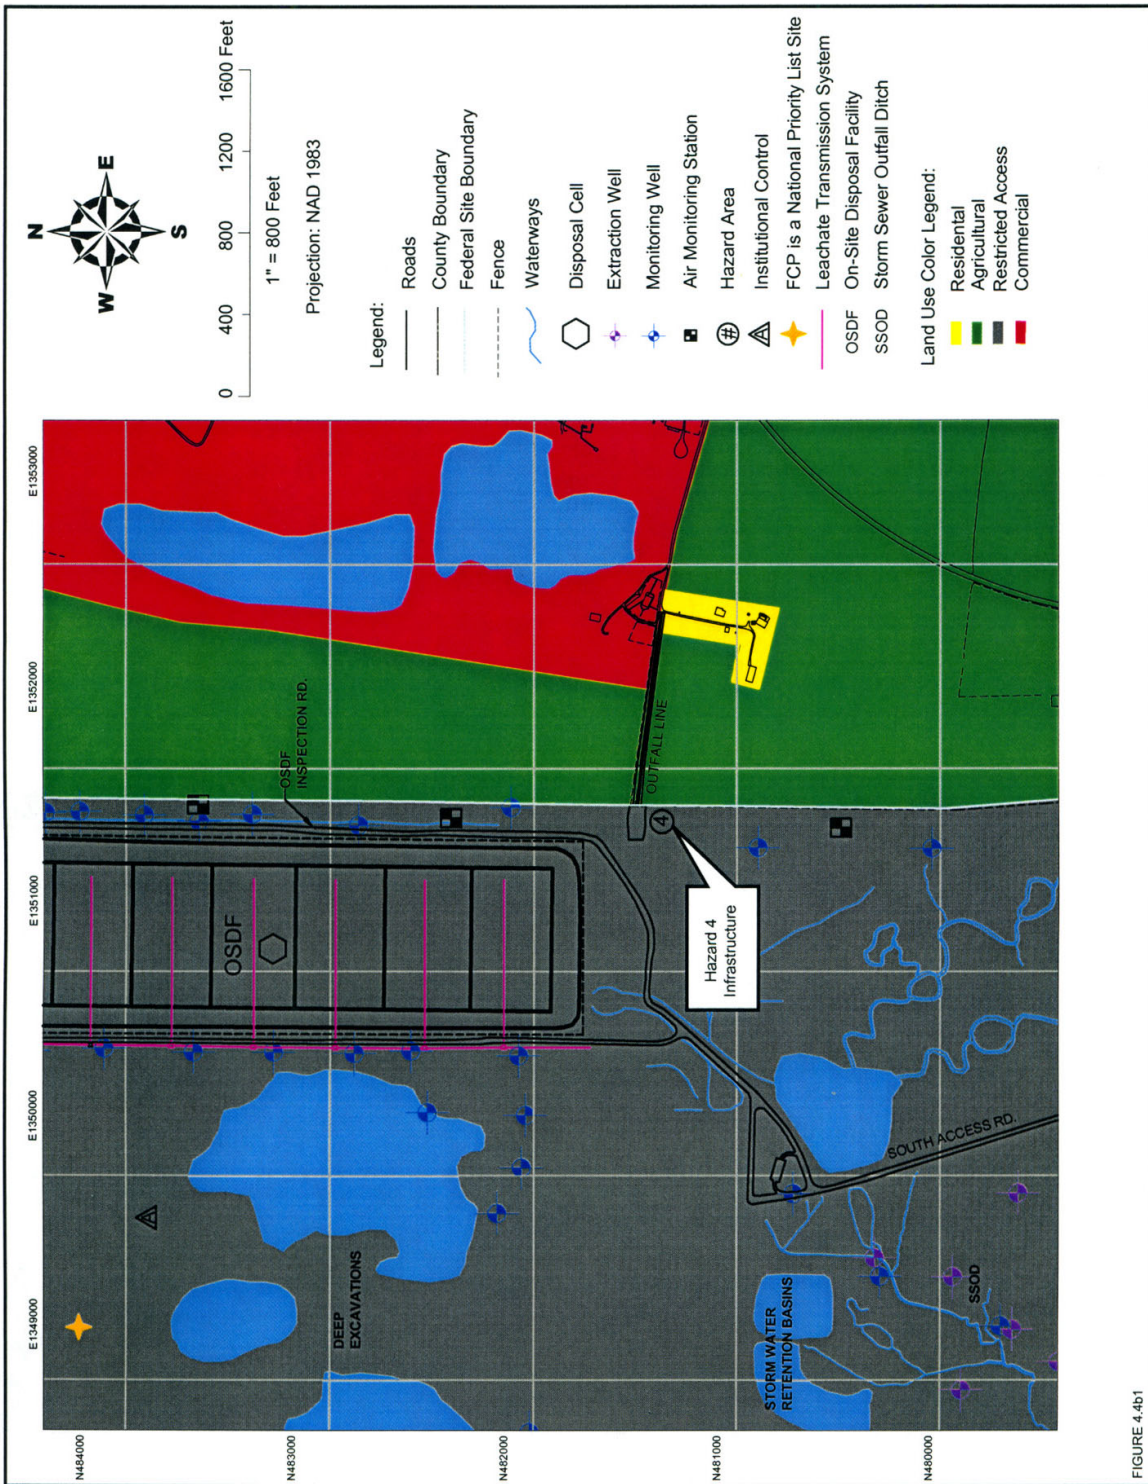 N
W
E
S
0
400
800
1200
1600 Feet
1" = 800 Feet
Projection: NAD 1983
Legend:
Roads
County Boundary
Federal Site Boundary
Fence
Waterways
Disposal Cell
Extraction Well
Monitoring Well
Air Monitoring Station
# Hazard Area
A Institutional Control
FCP is a National Priority List Site
Leachate Transmission System
OSDF On-Site Disposal Facility
SSOD Storm Sewer Outfall Ditch
Land Use Color Legend:
Residental
Agricultural
Restricted Access
Commercial
E1349000
E1350000
E1351000
E1352000
E1353000
N484000
N483000
N482000
N481000
N480000
A
OSDF
OSDF
INSPECTION RD.
DEEP
EXCAVATIONS
OUTFALL LINE
4
Hazard 4
Infrastructure
STORM WATER
RETENTION BASINS
SOUTH ACCESS RD.
SSOD
FIGURE 4.4b1